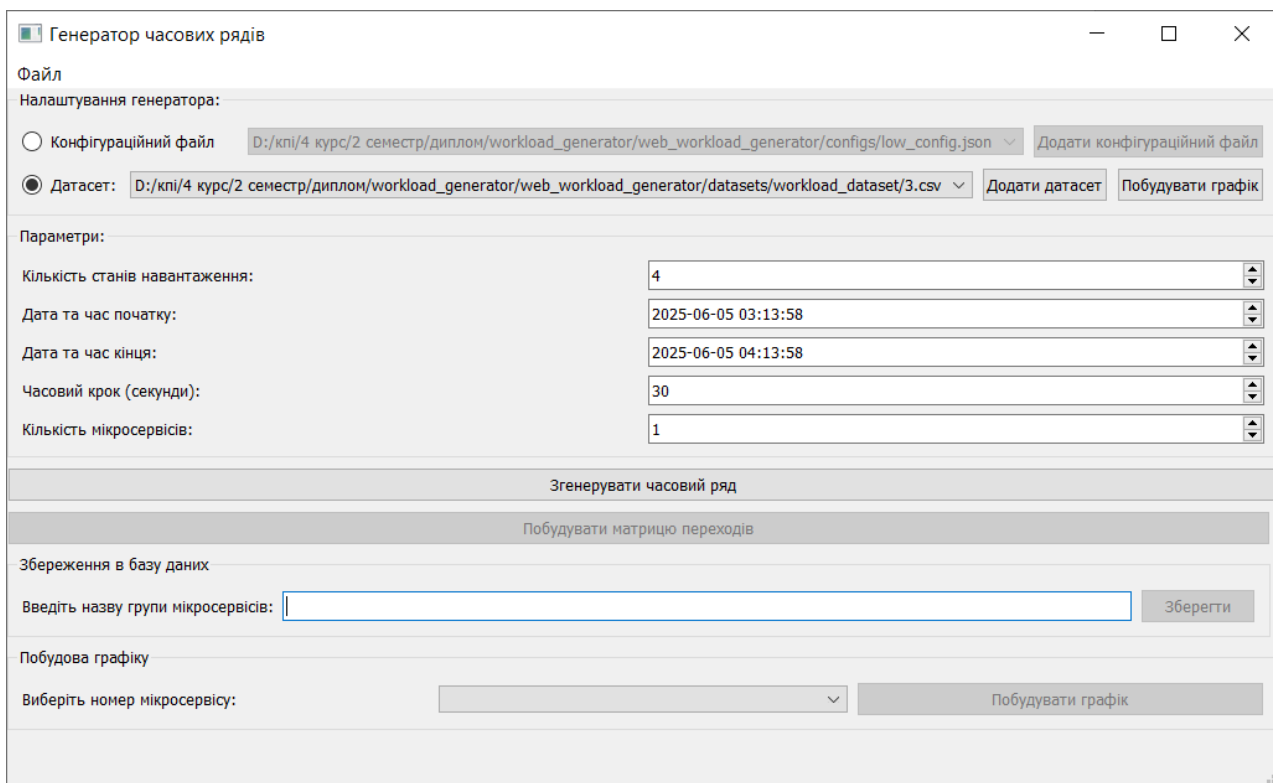 Генератор часових рядів
Файл
Налаштування генератора:
Конфігураційний файл D:/кпі/4 курс/2 семестр/диплом/workload_generator/web_workload_generator/configs/low_config.json Додати конфігураційний файл
Датасет: D:/кпі/4 курс/2 семестр/диплом/workload_generator/web_workload_generator/datasets/workload_dataset/3.csv Додати датасет Побудувати графік
Параметри:
Кількість станів навантаження: 4
Дата та час початку: 2025-06-05 03:13:58
Дата та час кінця: 2025-06-05 04:13:58
Часовий крок (секунди): 30
Кількість мікросервісів: 1
Згенерувати часовий ряд
Побудувати матрицю переходів
Збереження в базу даних
Введіть назву групи мікросервісів: Зберегти
Побудова графіку
Виберіть номер мікросервісу: Побудувати графік